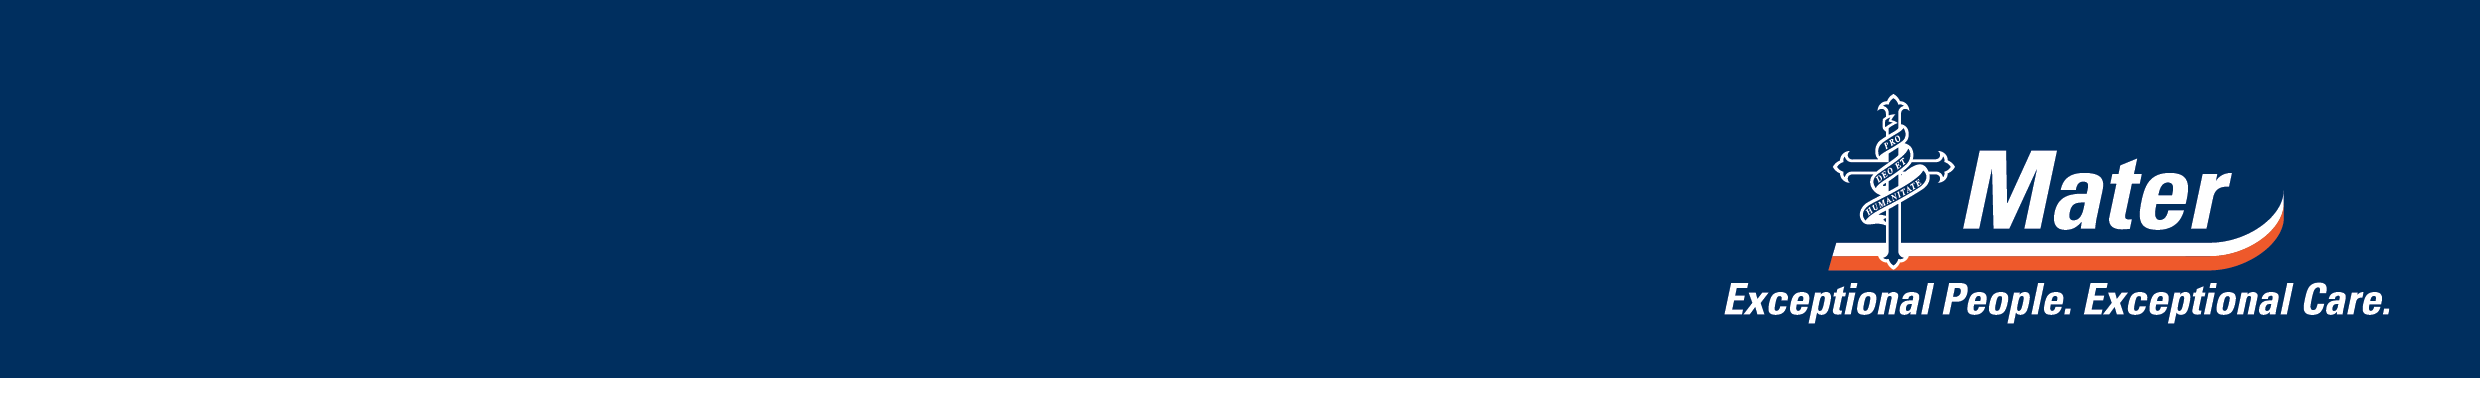 PRO
DEO ET
HUMANITATE
Mater
Exceptional People. Exceptional Care.